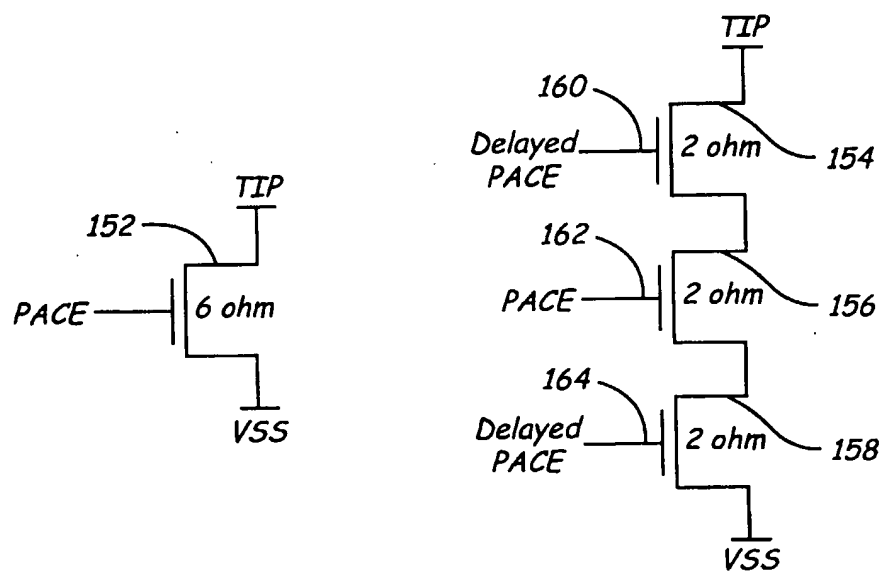 TIP
152
PACE
6 ohm
VSS
TIP
160
Delayed
PACE
2 ohm
154
162
PACE
2 ohm
156
164
Delayed
PACE
2 ohm
158
VSS